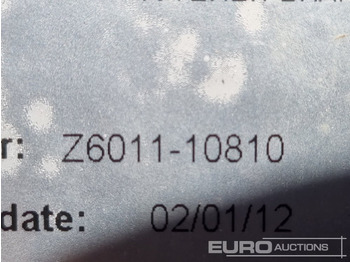 r: Z6011-10810
date: 02/01/12
EURO AUCTIONS